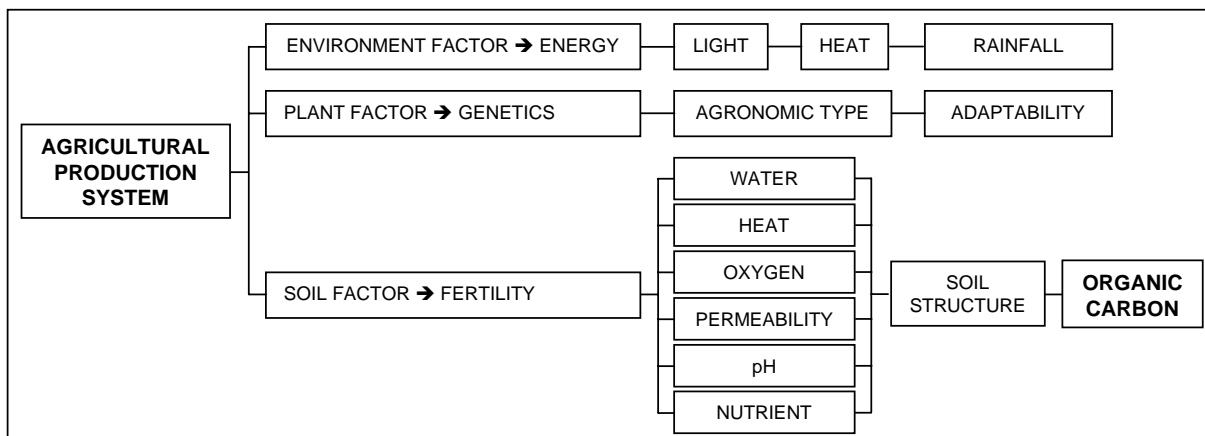 ENVIRONMENT FACTOR ➔ ENERGY
LIGHT
HEAT
RAINFALL
PLANT FACTOR ➔ GENETICS
AGRONOMIC TYPE
ADAPTABILITY
AGRICULTURAL
PRODUCTION
SYSTEM
WATER
HEAT
OXYGEN
SOIL FACTOR ➔ FERTILITY
PERMEABILITY
pH
NUTRIENT
SOIL
STRUCTURE
ORGANIC
CARBON